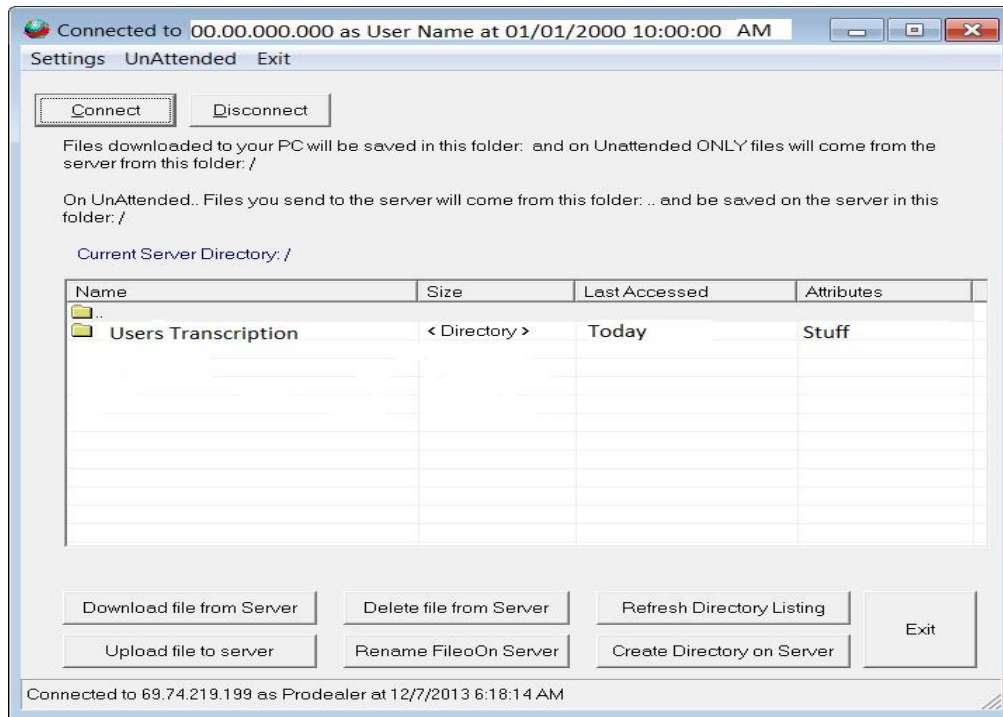 Connected to 00.00.000.000 as User Name at 01/01/2000 10:00:00 AM
Settings UnAttended Exit
Connect Disconnect
Files downloaded to your PC will be saved in this folder: and on Unattended ONLY files will come from the
server from this folder: /
On UnAttended.. Files you send to the server will come from this folder: .. and be saved on the server in this
folder: /
Current Server Directory: /
Name Size Last Accessed Attributes
..
Users Transcription < Directory > Today Stuff
Download file from Server Delete file from Server Refresh Directory Listing
Exit
Upload file to server Rename FileoOn Server Create Directory on Server
Connected to 69.74.219.199 as Prodealer at 12/7/2013 6:18:14 AM